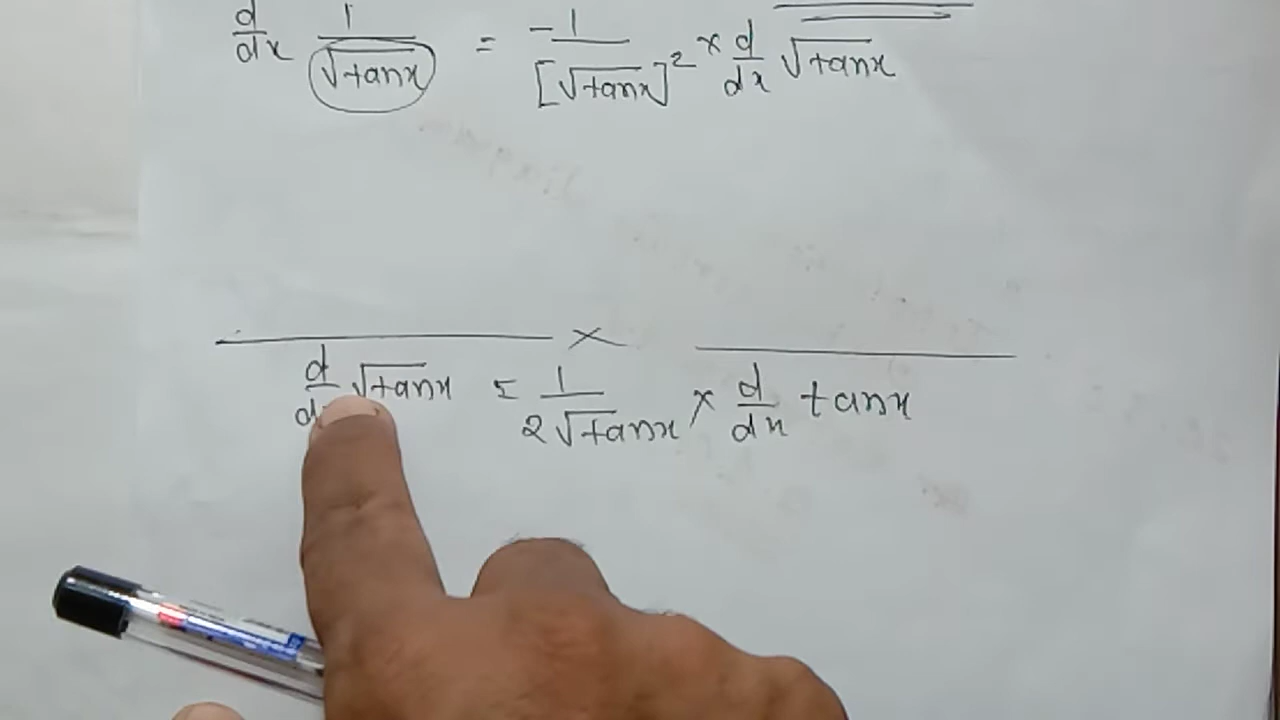 d/dx 1/√tanx = -1/[√tanx]² × d/dx √tanx
×
d/dx √tanx = 1/2√tanx × d/dx tanx